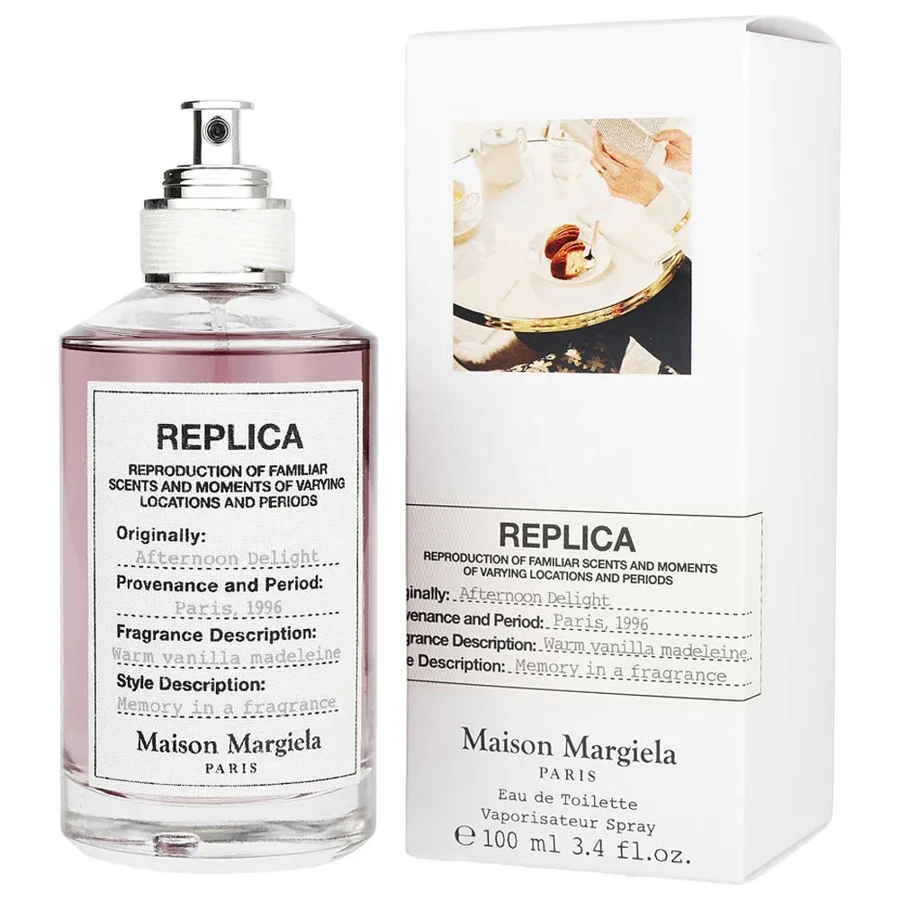 REPLICA
REPRODUCTION OF FAMILIAR
SCENTS AND MOMENTS OF VARYING
LOCATIONS AND PERIODS
Originally:
Afternoon Delight
Provenance and Period:
Paris, 1996
Fragrance Description:
Warm vanilla madeleine
Style Description:
Memory in a fragrance
Maison Margiela
PARIS
REPLICA
REPRODUCTION OF FAMILIAR SCENTS AND MOMENTS
OF VARYING LOCATIONS AND PERIODS
ginally: Afternoon Delight
venance and Period: Paris, 1996
grance Description: Warm vanilla madeleine
e Description: Memory in a fragrance
Maison Margiela
PARIS
Eau de Toilette
Vaporisateur Spray
℮ 100 ml 3.4 fl.oz.